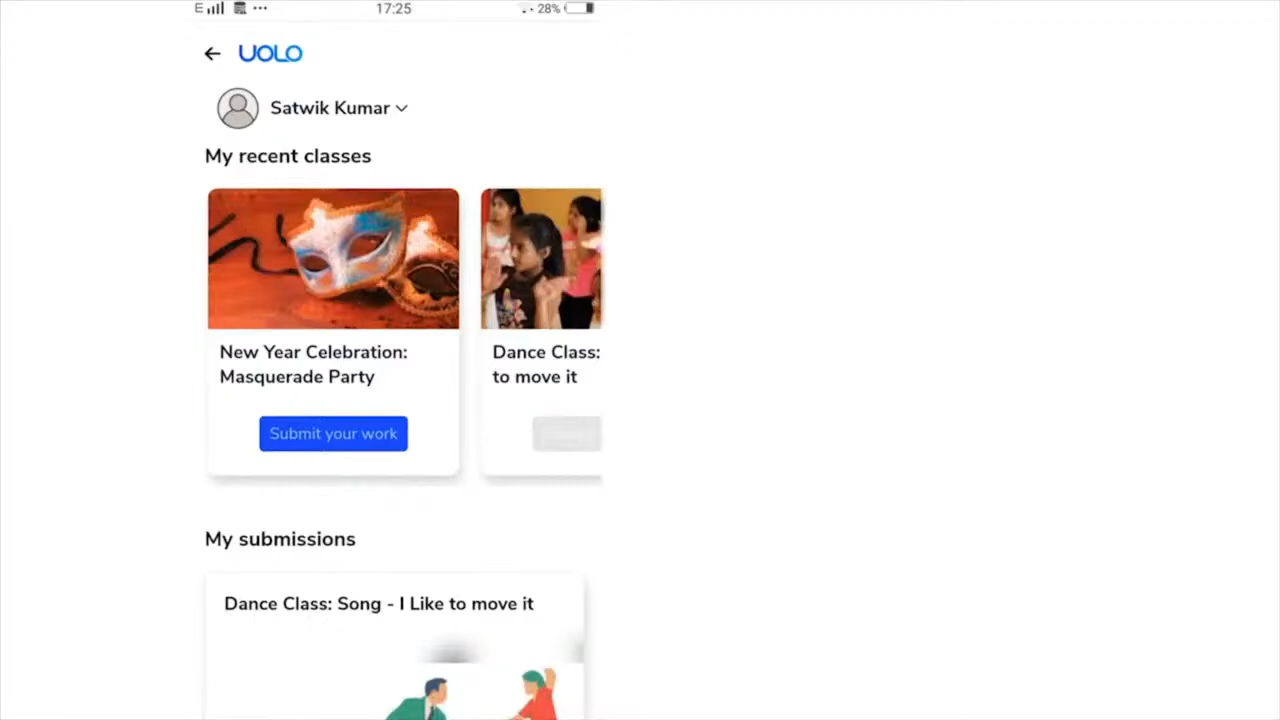 E 17:25 28%
UOLO
Satwik Kumar
My recent classes
New Year Celebration:
Masquerade Party
Submit your work
Dance Class:
to move it
My submissions
Dance Class: Song - I Like to move it